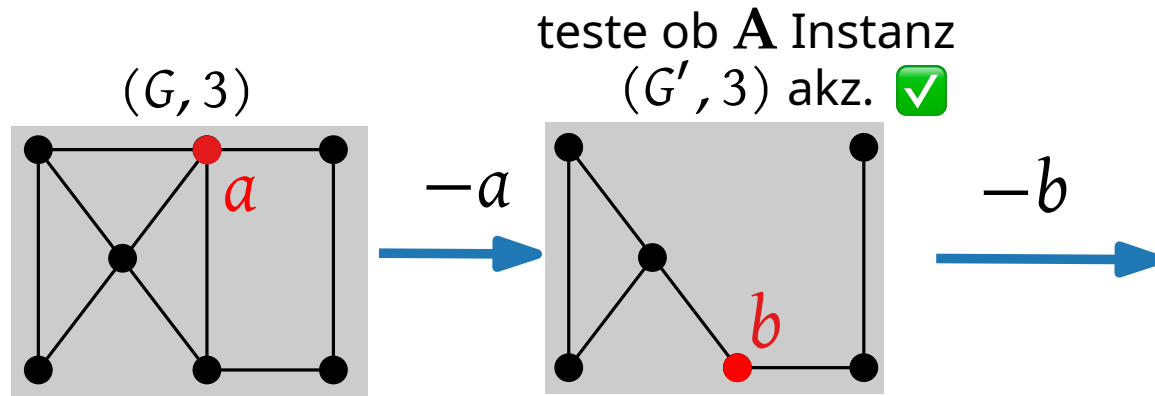 teste ob A Instanz
(G, 3)
(G′, 3) akz. ✅
a
−a
b
−b